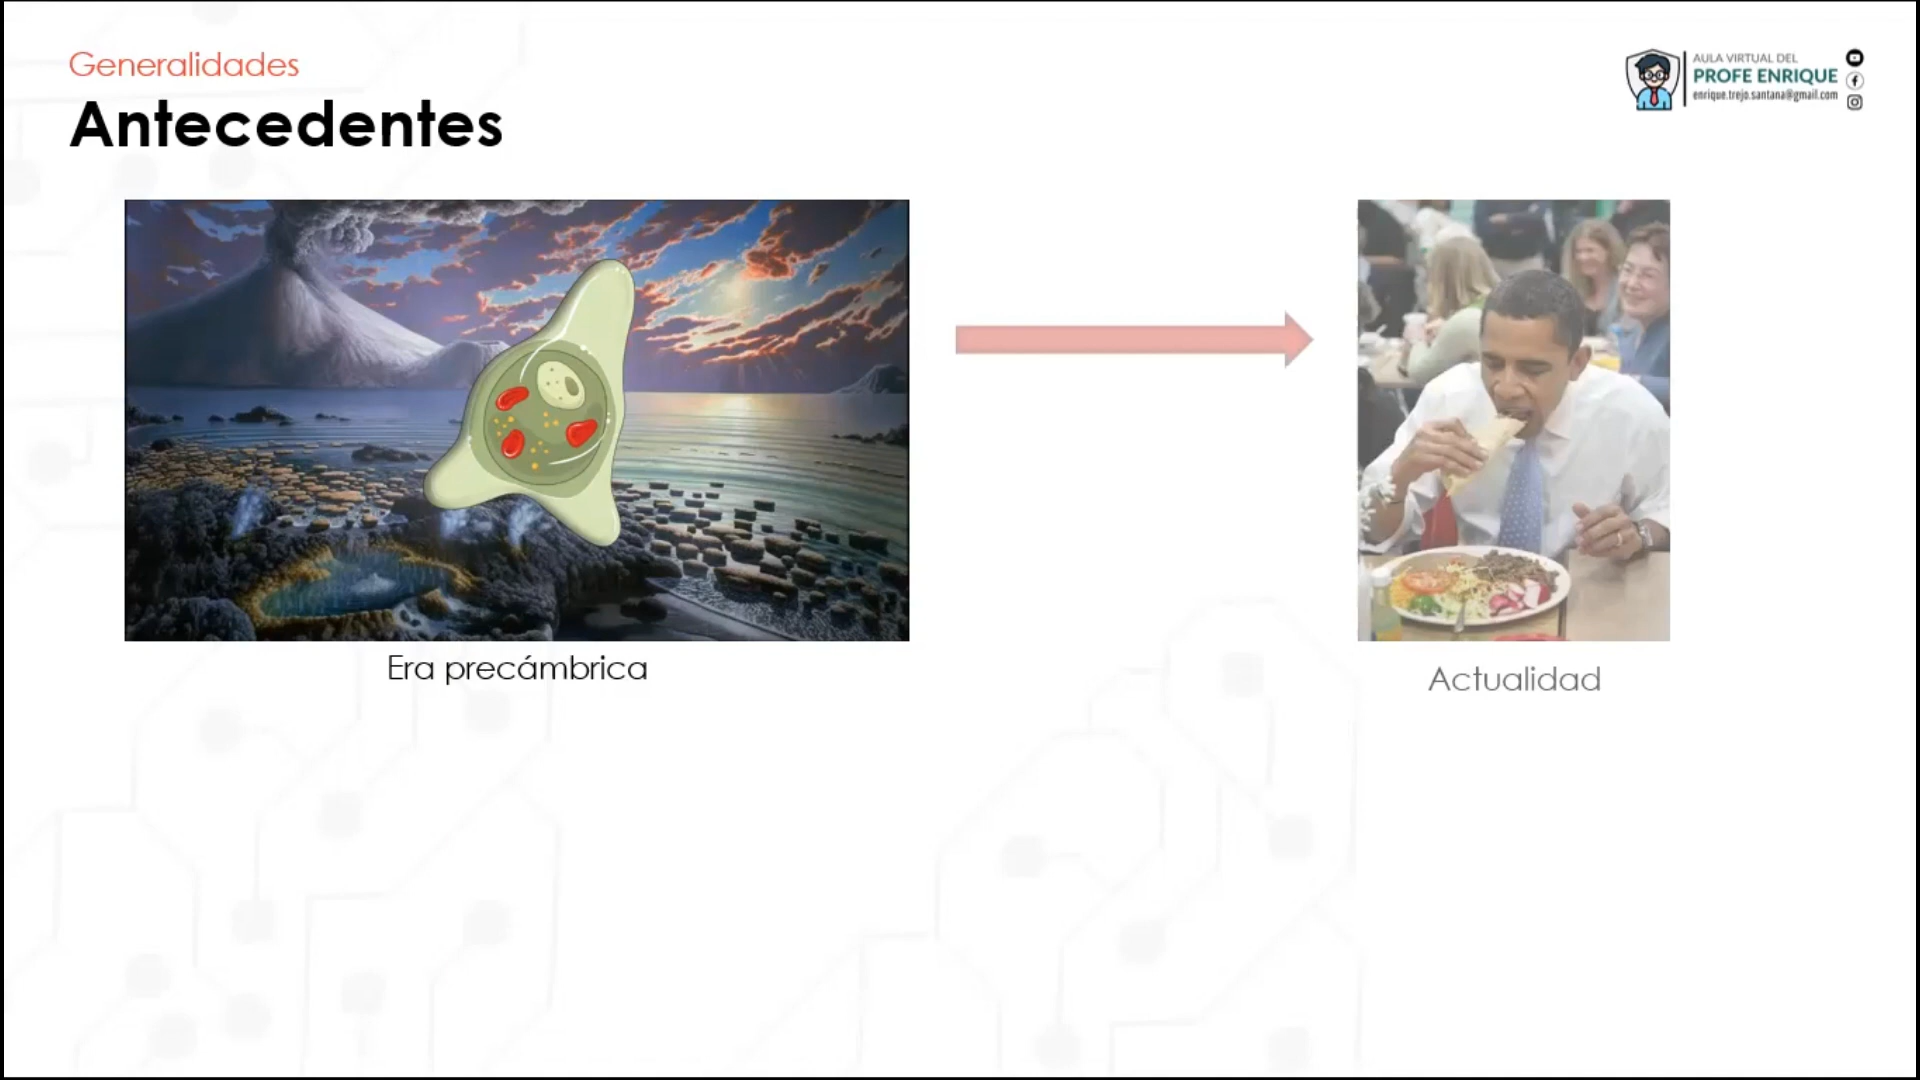 Generalidades
Antecedentes
AULA VIRTUAL DEL
PROFE ENRIQUE
enrique.trejo.santana@gmail.com
Era precámbrica
Actualidad